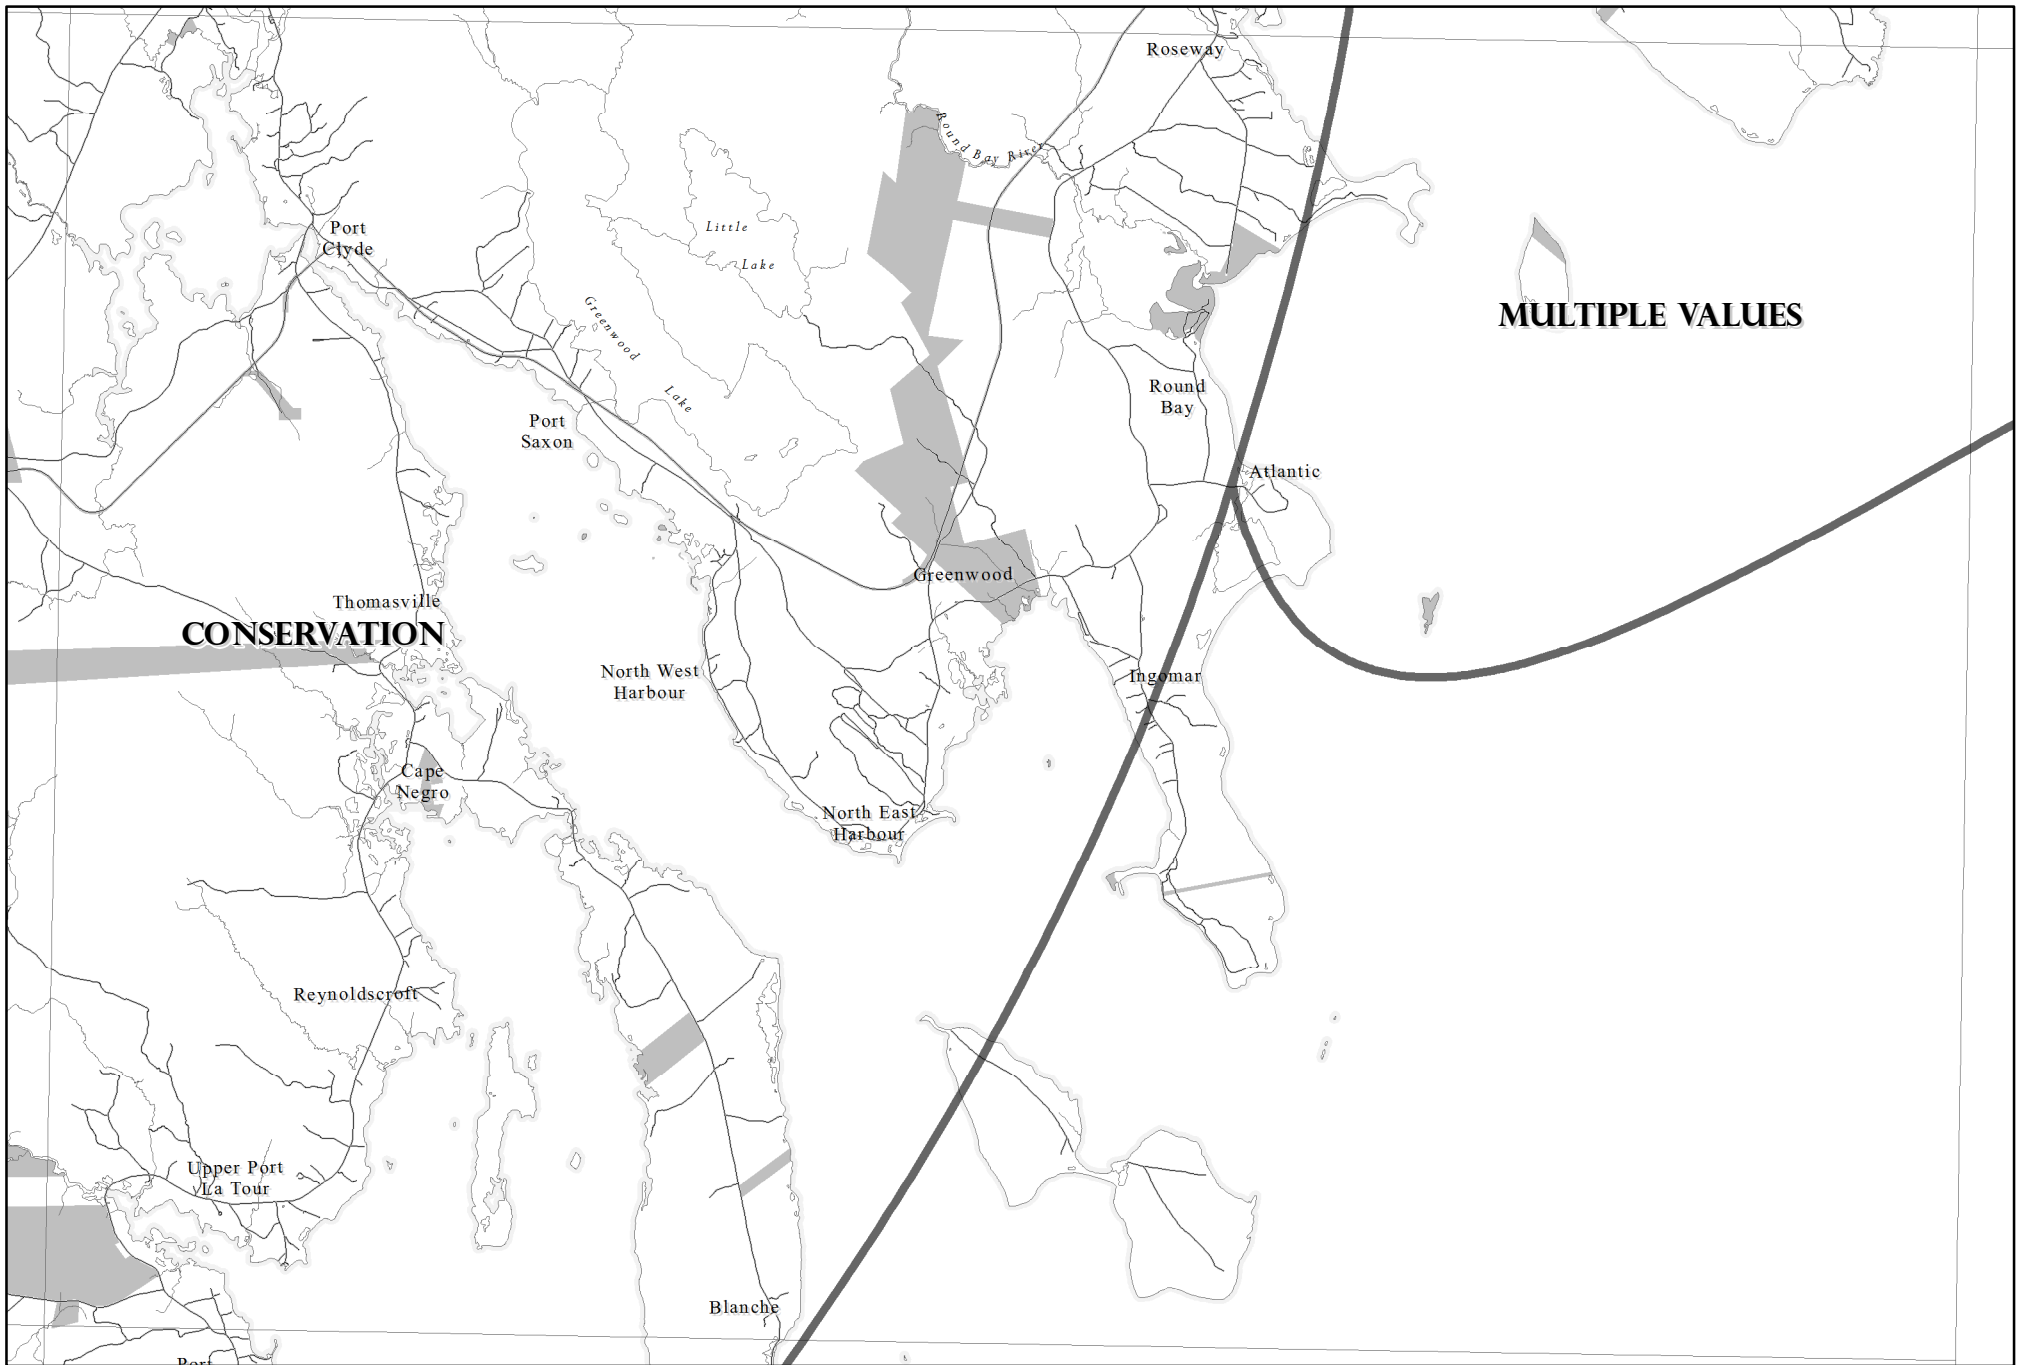 Roseway
Round Bay River
Port
Clyde
Little
Lake
Greenwood
Lake
MULTIPLE VALUES
Round
Bay
Port
Saxon
Atlantic
Greenwood
Thomasville
CONSERVATION
North West
Harbour
Ingomar
Cape
Negro
North East
Harbour
Reynoldscroft
Upper Port
La Tour
Blanche
Port